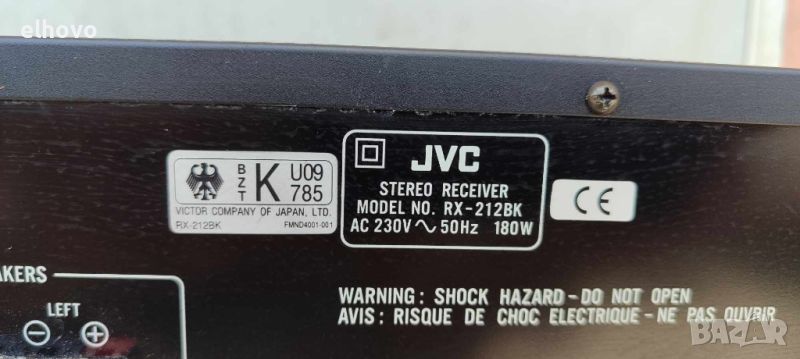 elhovo
BZT K U09 785
VICTOR COMPANY OF JAPAN, LTD.
RX-212BK FMND4001-001
JVC
STEREO RECEIVER
MODEL NO. RX-212BK
AC 230V ~ 50Hz 180W
CE
AKERS
LEFT
⊖ ⊕
WARNING: SHOCK HAZARD-DO NOT OPEN
AVIS: RISQUE DE CHOC ELECTRIQUE-NE PAS OUVRIR
BAZAR